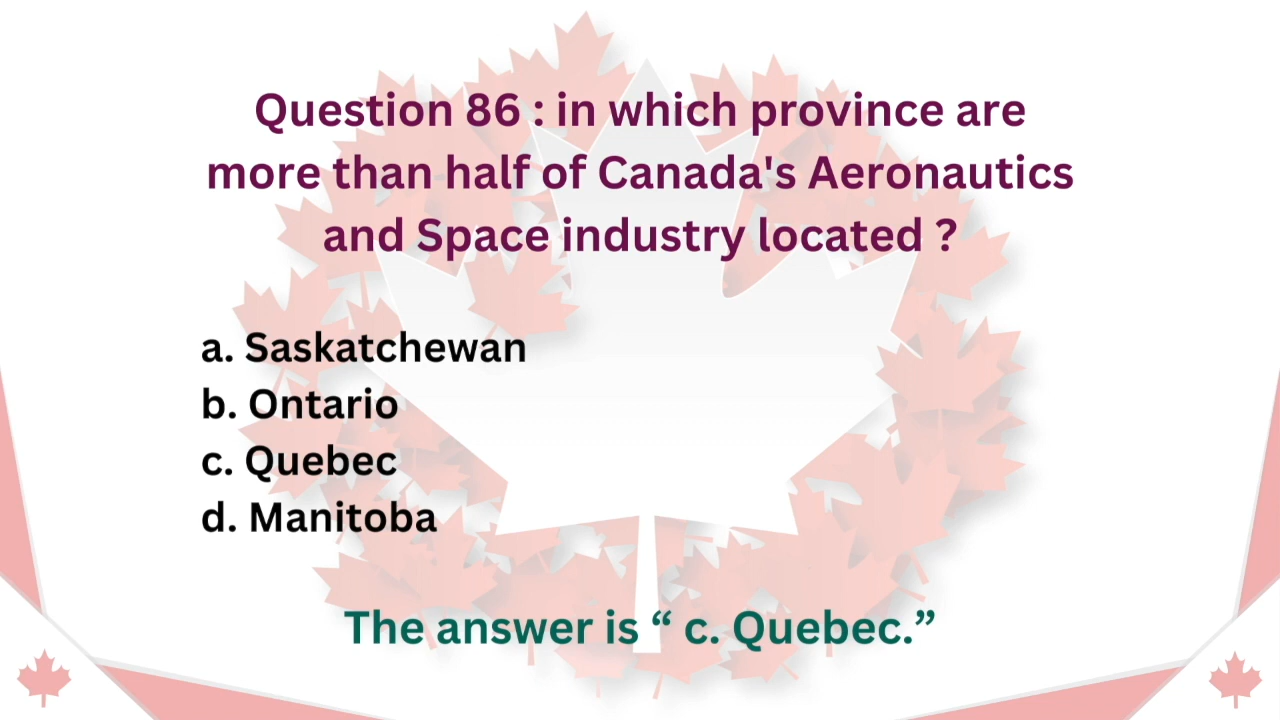 Question 86 : in which province are
more than half of Canada's Aeronautics
and Space industry located ?
a. Saskatchewan
b. Ontario
c. Quebec
d. Manitoba
The answer is “ c. Quebec.”